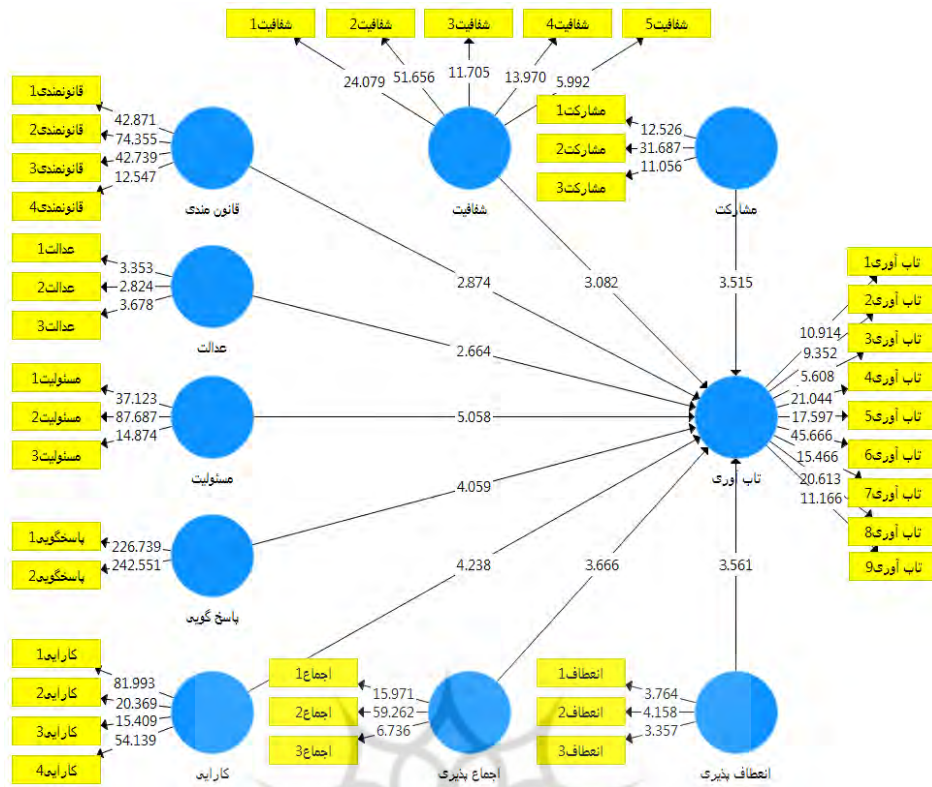 شفافیت1
شفافیت2
شفافیت3
شفافیت4
شفافیت5
24.079
51.656
11.705
13.970
5.992
شفافیت
قانونمندی1
قانونمندی2
قانونمندی3
قانونمندی4
42.871
74.355
42.739
12.547
قانون مندی
مشارکت1
مشارکت2
مشارکت3
12.526
31.687
11.056
مشارکت
عدالت1
عدالت2
عدالت3
3.353
2.824
3.678
عدالت
مسئولیت1
مسئولیت2
مسئولیت3
37.123
87.687
14.874
مسئولیت
پاسخگویی1
پاسخگویی2
226.739
242.551
پاسخ گویی
کارایی1
کارایی2
کارایی3
کارایی4
81.993
20.369
15.409
54.139
کارایی
اجماع1
اجماع2
اجماع3
15.971
59.262
6.736
اجماع پذیری
انعطاف1
انعطاف2
انعطاف3
3.764
4.158
3.357
انعطاف پذیری
2.874
3.082
3.515
2.664
5.058
4.059
4.238
3.666
3.561
تاب آوری
10.914
9.352
5.608
21.044
17.597
45.666
15.466
20.613
11.166
تاب آوری1
تاب آوری2
تاب آوری3
تاب آوری4
تاب آوری5
تاب آوری6
تاب آوری7
تاب آوری8
تاب آوری9